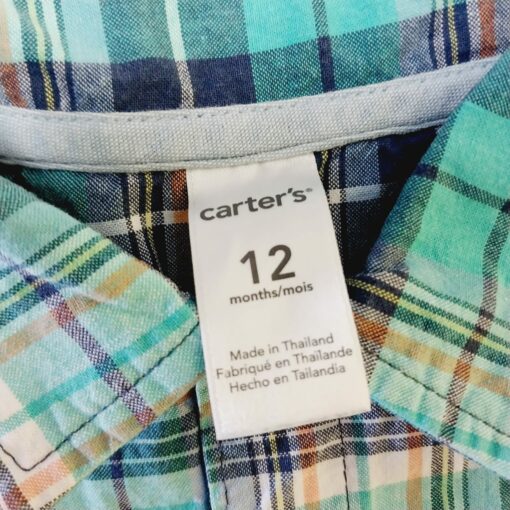 carter's®
12
months/mois
Made in Thailand
Fabriqué en Thaïlande
Hecho en Tailandia